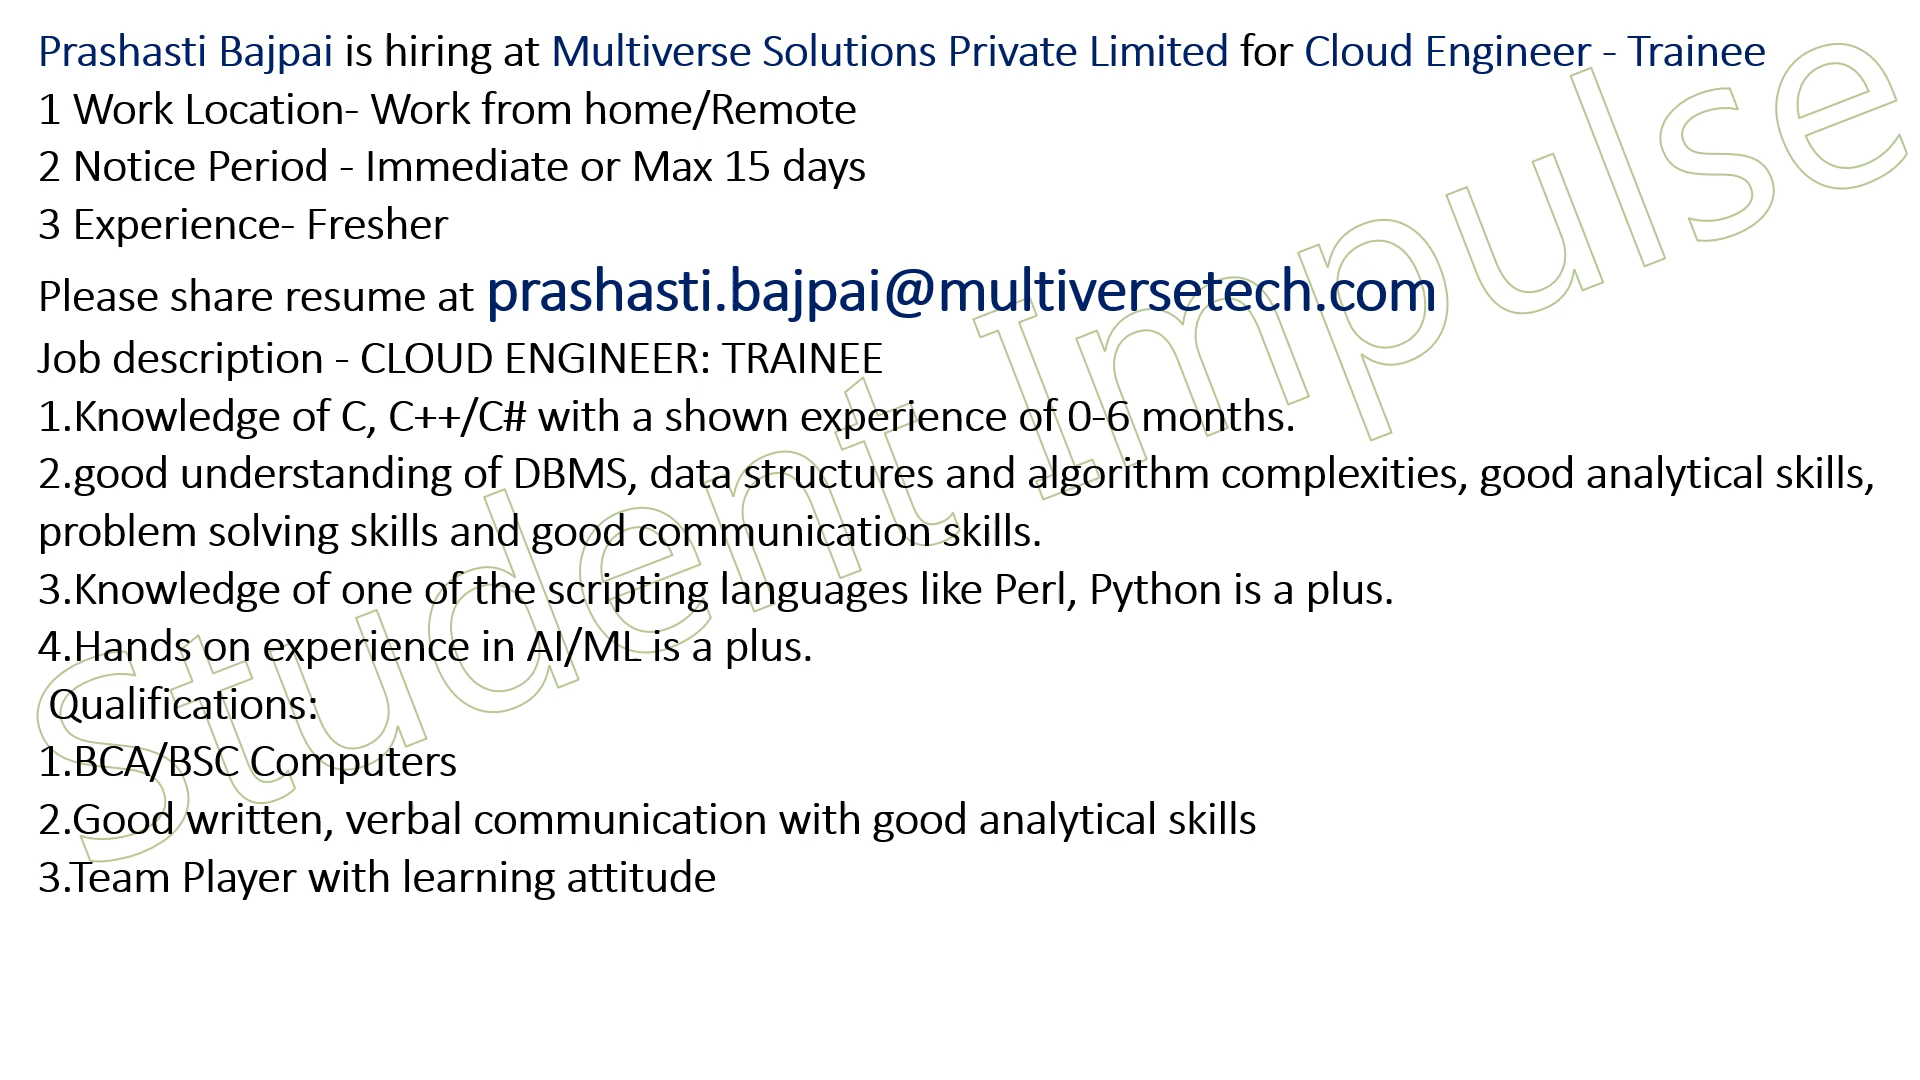 Prashasti Bajpai is hiring at Multiverse Solutions Private Limited for Cloud Engineer - Trainee
1 Work Location- Work from home/Remote
2 Notice Period - Immediate or Max 15 days
3 Experience- Fresher
Please share resume at prashasti.bajpai@multiversetech.com
Job description - CLOUD ENGINEER: TRAINEE
1.Knowledge of C, C++/C# with a shown experience of 0-6 months.
2.good understanding of DBMS, data structures and algorithm complexities, good analytical skills,
problem solving skills and good communication skills.
3.Knowledge of one of the scripting languages like Perl, Python is a plus.
4.Hands on experience in AI/ML is a plus.
Qualifications:
1.BCA/BSC Computers
2.Good written, verbal communication with good analytical skills
3.Team Player with learning attitude
Student Impulse